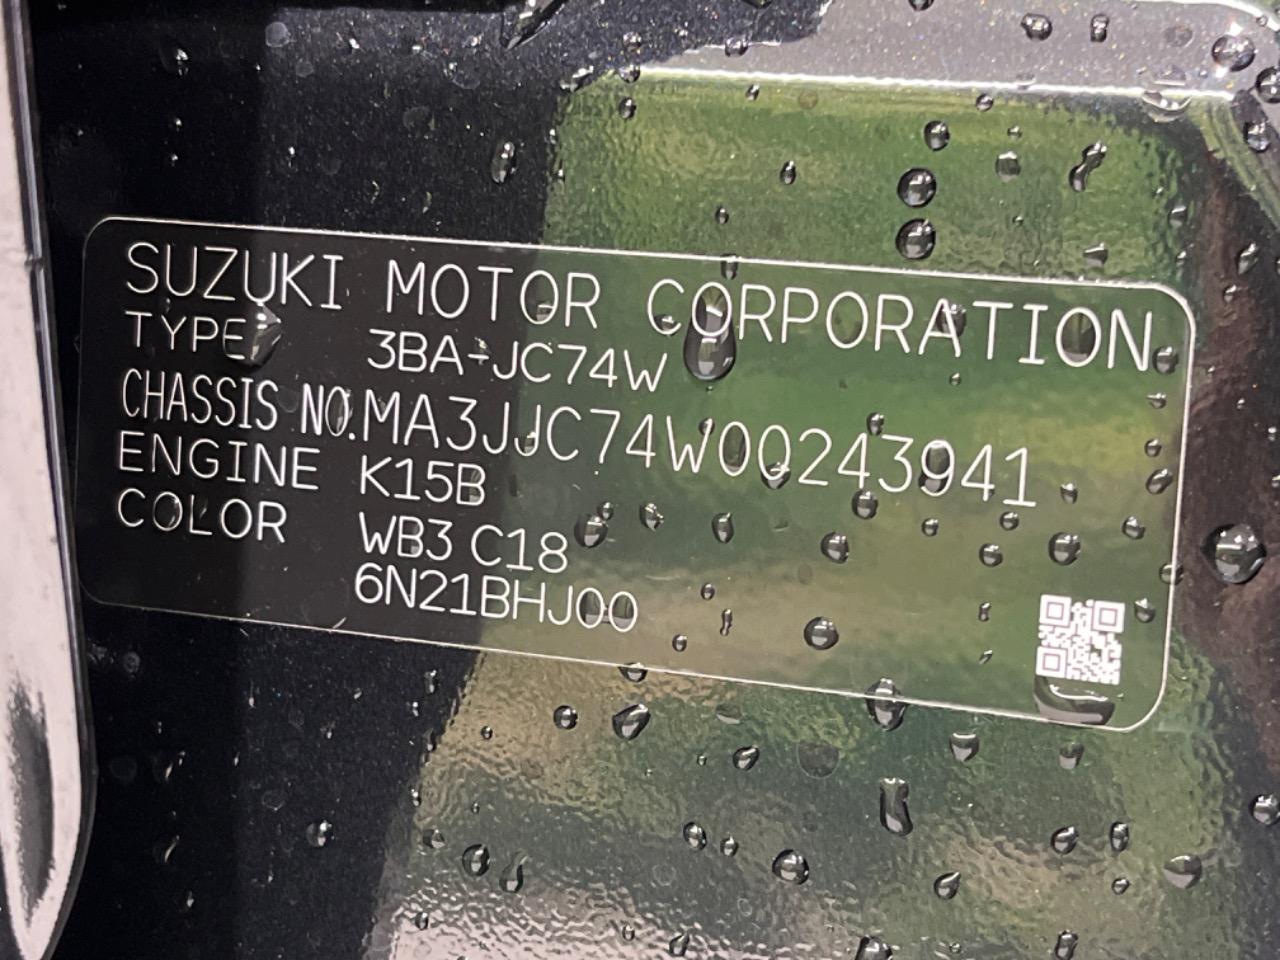 SUZUKI MOTOR CORPORATION
TYPE 3BA-JC74W
CHASSIS NO. MA3JJC74W00243941
ENGINE K15B
COLOR WB3 C18
6N21BHJ00